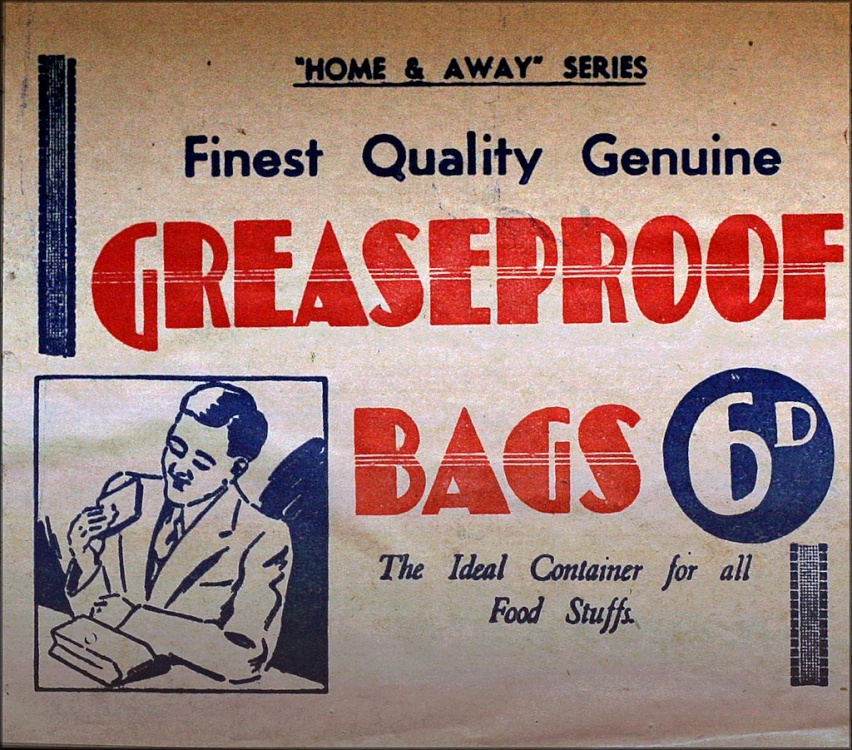 "HOME & AWAY" SERIES
Finest Quality Genuine
GREASEPROOF
BAGS 6D
The Ideal Container for all
Food Stuffs.